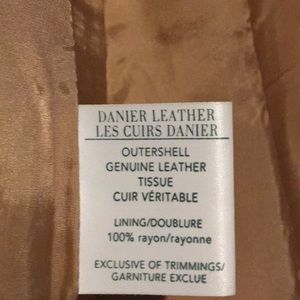 DANIER LEATHER
LES CUIRS DANIER
OUTERSHELL
GENUINE LEATHER
TISSUE
CUIR VÉRITABLE
LINING/DOUBLURE
100% rayon/rayonne
EXCLUSIVE OF TRIMMINGS/
GARNITURE EXCLUE